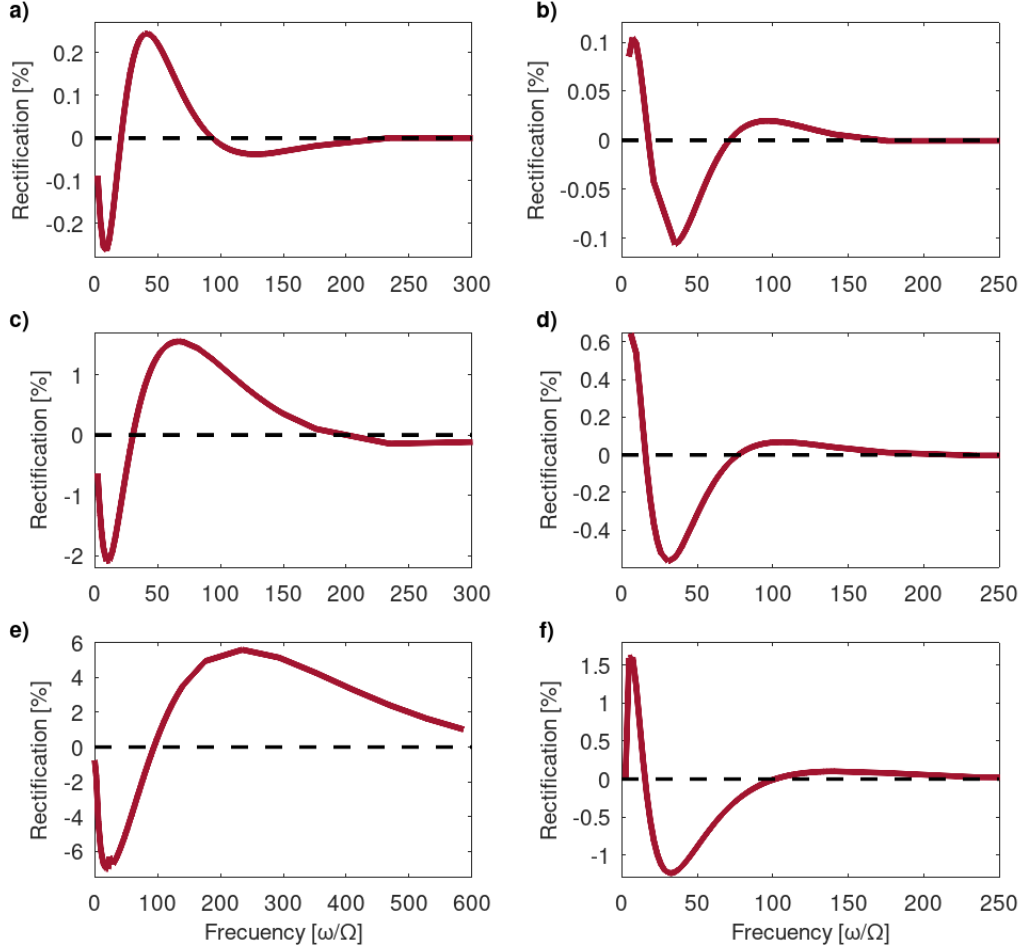 a)
Rectification [%]
0.2
0.1
0
-0.1
-0.2
0 50 100 150 200 250 300
b)
Rectification [%]
0.1
0.05
0
-0.05
-0.1
0 50 100 150 200 250
c)
Rectification [%]
1
0
-1
-2
0 50 100 150 200 250 300
d)
Rectification [%]
0.6
0.4
0.2
0
-0.2
-0.4
0 50 100 150 200 250
e)
Rectification [%]
6
4
2
0
-2
-4
-6
0 100 200 300 400 500 600
Frecuency [ω/Ω]
f)
Rectification [%]
1.5
1
0.5
0
-0.5
-1
0 50 100 150 200 250
Frecuency [ω/Ω]